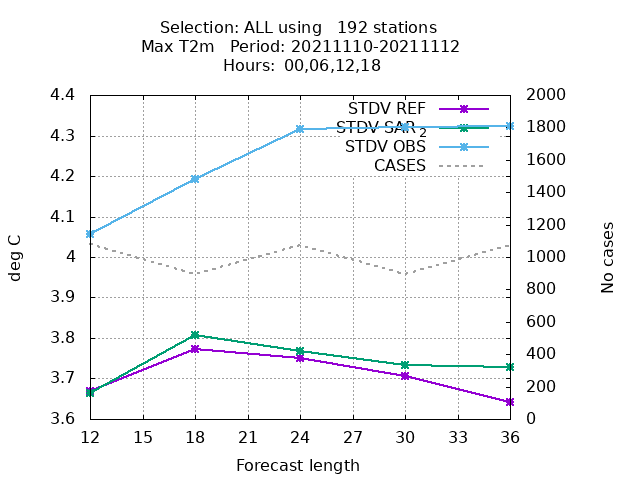 Selection: ALL using   192 stations
Max T2m   Period: 20211110-20211112
Hours:  00,06,12,18
STDV REF
STDV SAR 2
STDV OBS
CASES
4.4
4.3
4.2
4.1
4
3.9
3.8
3.7
3.6
deg C
2000
1800
1600
1400
1200
1000
800
600
400
200
0
No cases
12 15 18 21 24 27 30 33 36
Forecast length